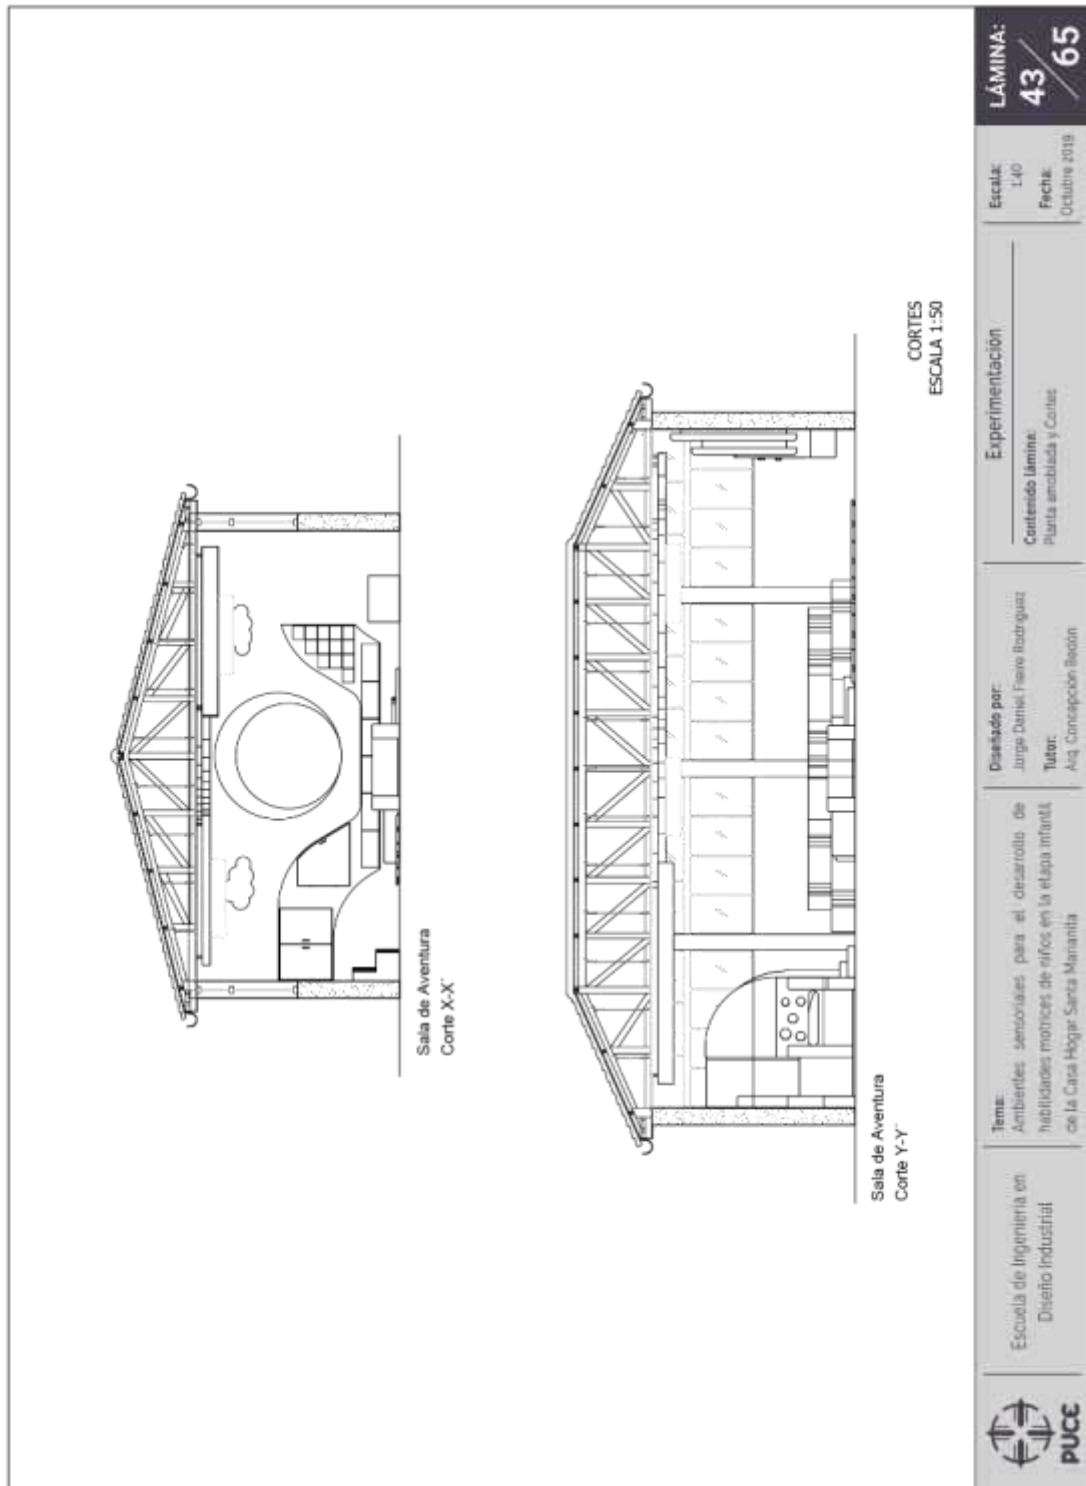 Sala de Aventura
Corte X-X´
Sala de Aventura
Corte Y-Y´
CORTES
ESCALA 1:50
PUCE
Escuela de Ingeniería en
Diseño Industrial
Tema:
Ambientes sensoriales para el desarrollo de
habilidades motrices de niños en la etapa infantil
de la Casa Hogar Santa Marianita
Diseñado por:
Jorge Daniel Freire Rodríguez
Tutor:
Arq. Concepción Bedón
Experimentación
Contenido lámina:
Planta amoblada y Cortes
Escala:
1:40
Fecha:
Octubre 2019
LÁMINA:
43/65